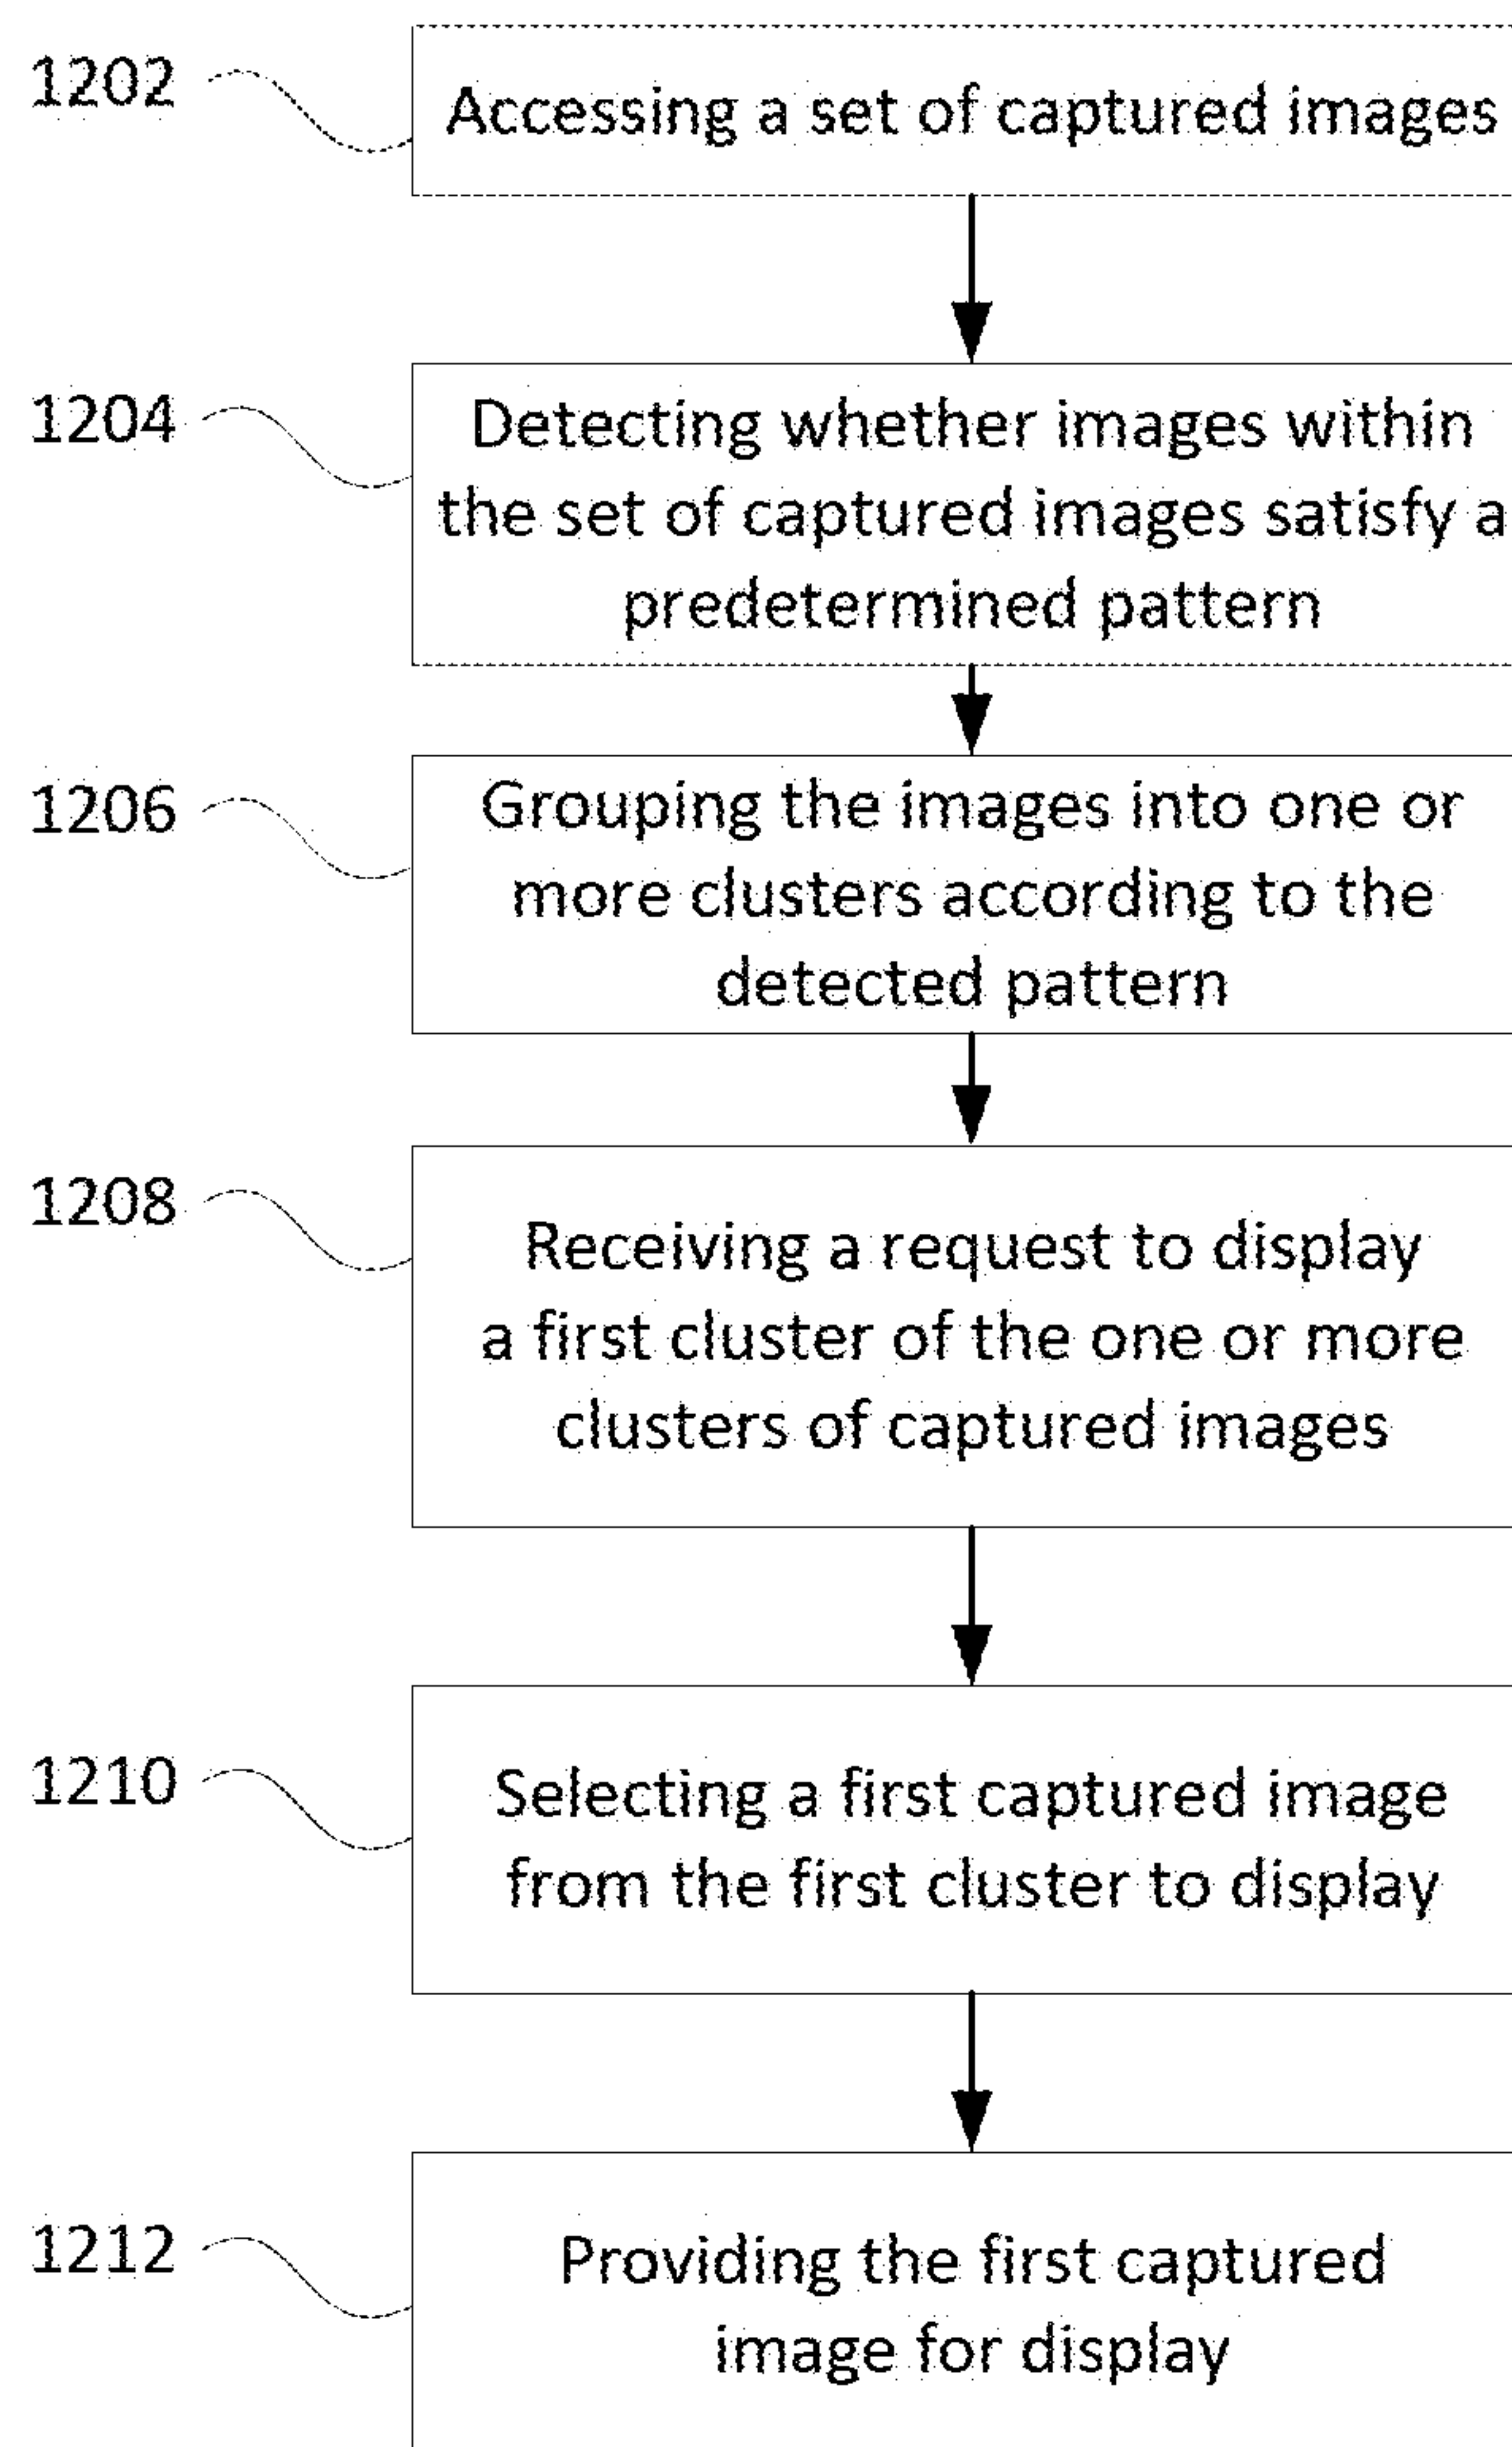 1202
Accessing a set of captured images
1204
Detecting whether images within
the set of captured images satisfy a
predetermined pattern
1206
Grouping the images into one or
more clusters according to the
detected pattern
1208
Receiving a request to display
a first cluster of the one or more
clusters of captured images
1210
Selecting a first captured image
from the first cluster to display
1212
Providing the first captured
image for display